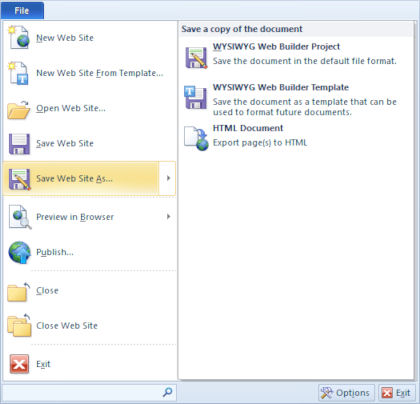 File
New Web Site
New Web Site From Template...
Open Web Site...
Save Web Site
Save Web Site As...
Preview in Browser
Publish...
Close
Close Web Site
Exit
Save a copy of the document
WYSIWYG Web Builder Project
Save the document in the default file format.
WYSIWYG Web Builder Template
Save the document as a template that can be
used to format future documents.
HTML Document
Export page(s) to HTML
Options
Exit